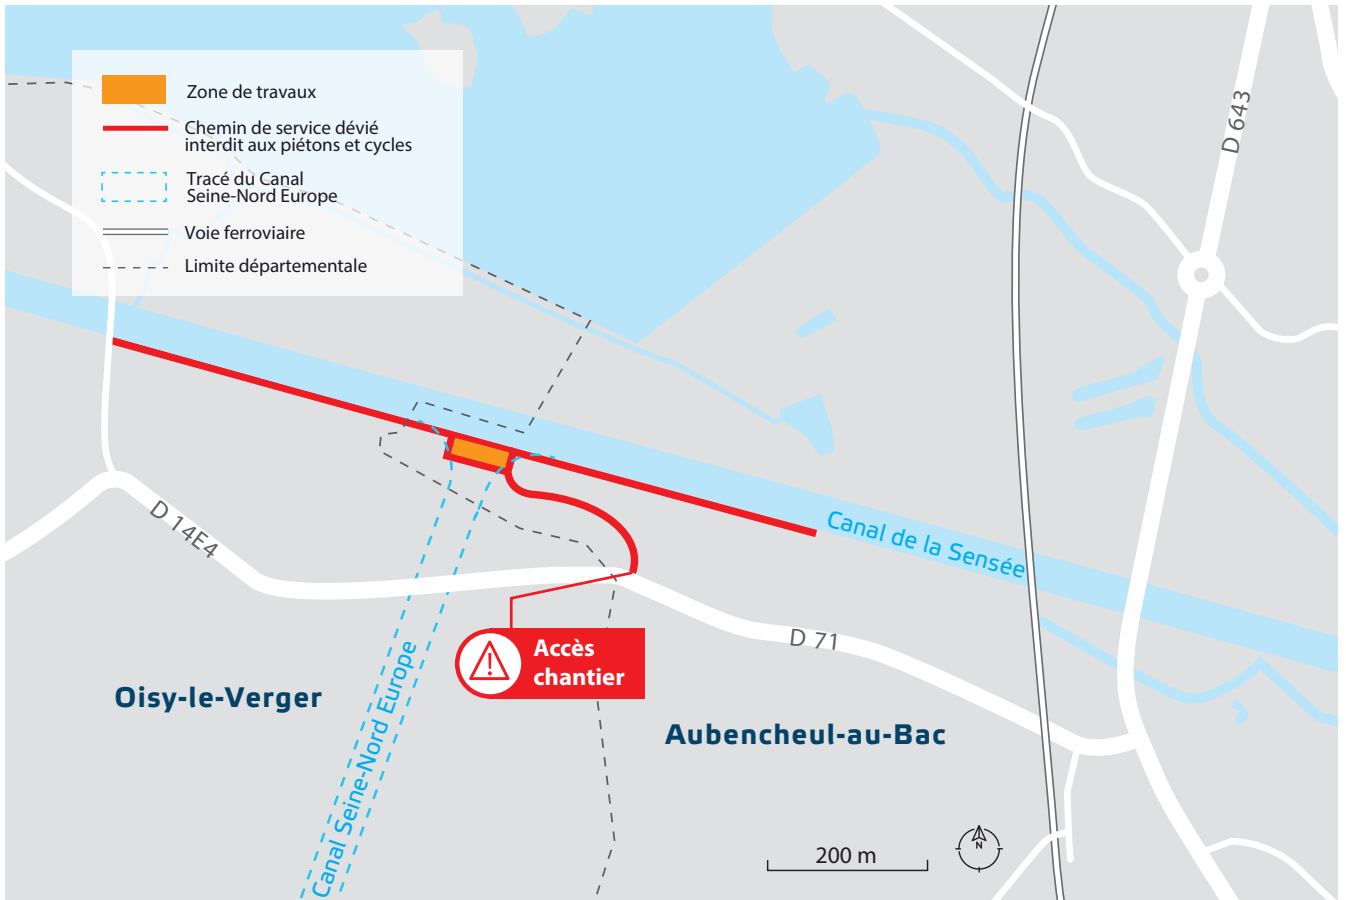 Zone de travaux
Chemin de service dévié
interdit aux piétons et cycles
Tracé du Canal
Seine-Nord Europe
Voie ferroviaire
Limite départementale
D 643
D 14E4
Canal de la Sensée
D 71
Accès
chantier
Canal Seine-Nord Europe
Oisy-le-Verger
Aubencheul-au-Bac
200 m
N